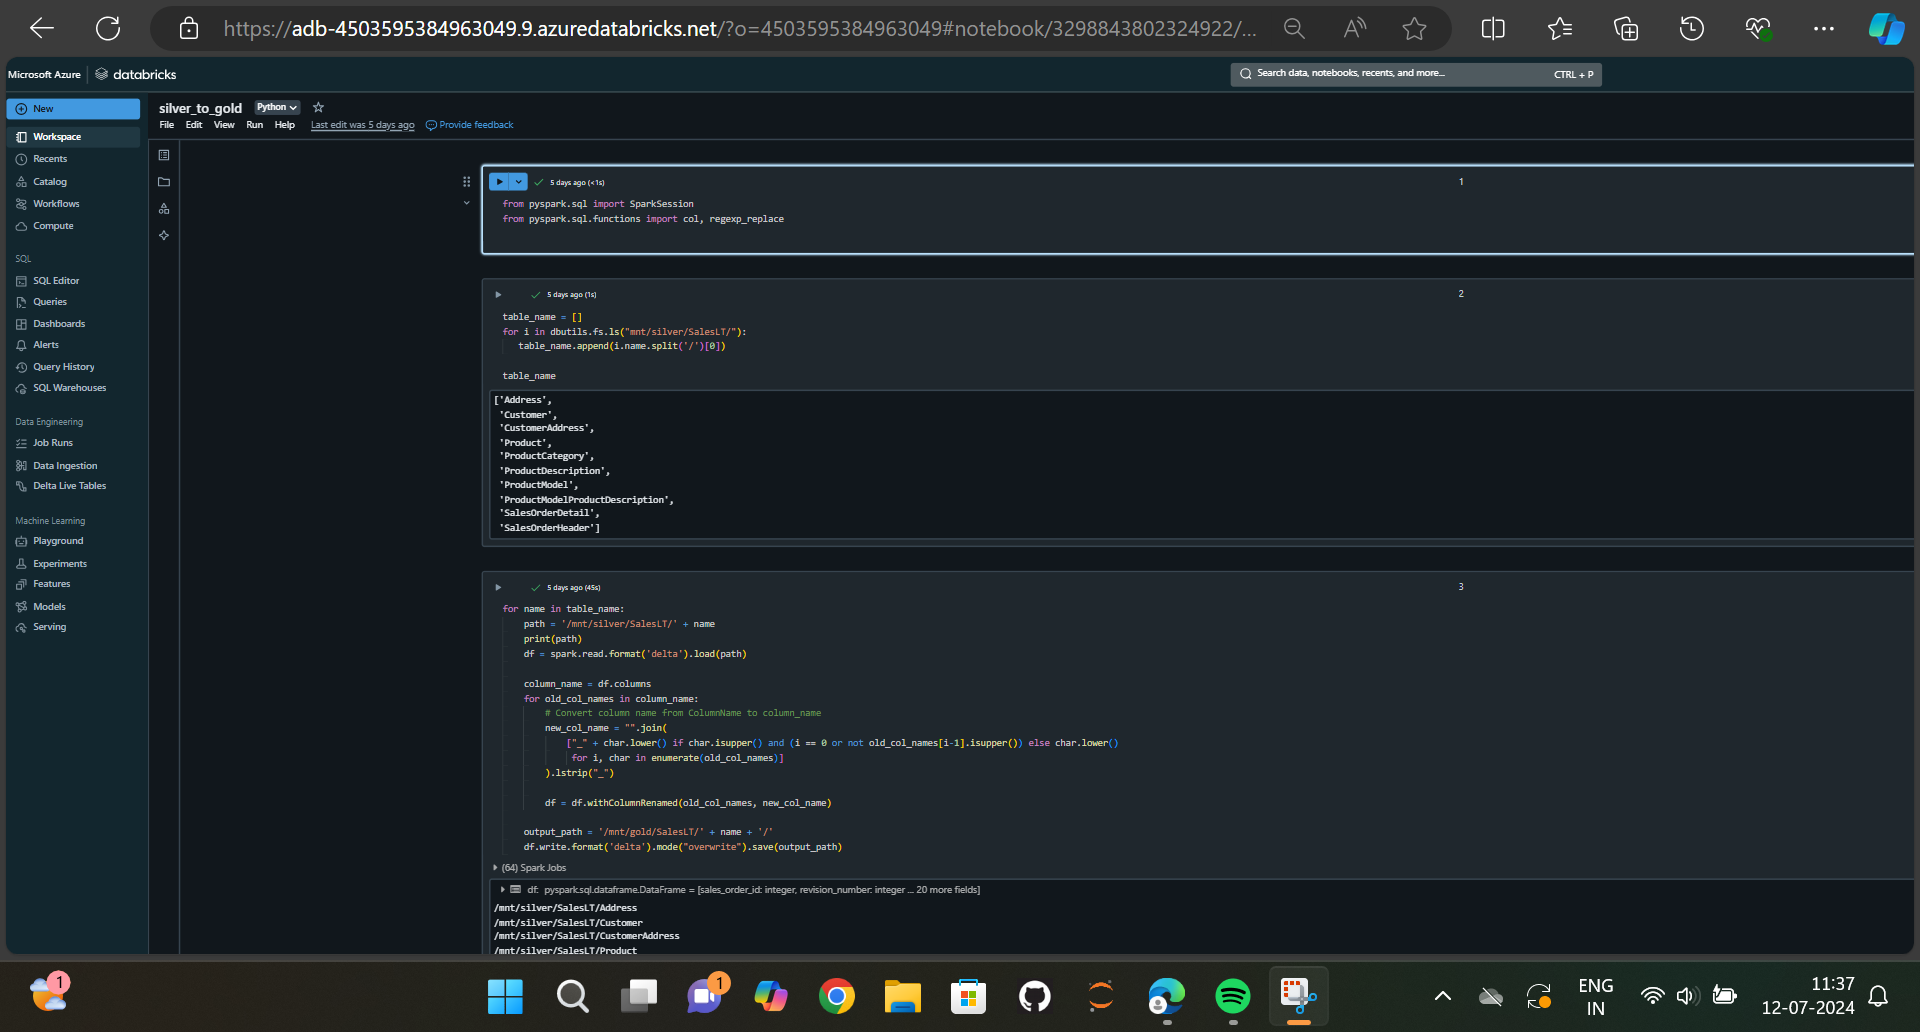 https://adb-4503595384963049.9.azuredatabricks.net/?o=4503595384963049#notebook/3298843802324922/...
Microsoft Azure databricks
Search data, notebooks, recents, and more... CTRL + P
New
Workspace
Recents
Catalog
Workflows
Compute
SQL
SQL Editor
Queries
Dashboards
Alerts
Query History
SQL Warehouses
Data Engineering
Job Runs
Data Ingestion
Delta Live Tables
Machine Learning
Playground
Experiments
Features
Models
Serving
silver_to_gold Python
File Edit View Run Help Last edit was 5 days ago Provide feedback
5 days ago (<1s) 1
from pyspark.sql import SparkSession
from pyspark.sql.functions import col, regexp_replace
5 days ago (1s) 2
table_name = []
for i in dbutils.fs.ls("mnt/silver/SalesLT/"):
table_name.append(i.name.split('/')[0])
table_name
['Address',
'Customer',
'CustomerAddress',
'Product',
'ProductCategory',
'ProductDescription',
'ProductModel',
'ProductModelProductDescription',
'SalesOrderDetail',
'SalesOrderHeader']
5 days ago (45s) 3
for name in table_name:
path = '/mnt/silver/SalesLT/' + name
print(path)
df = spark.read.format('delta').load(path)
column_name = df.columns
for old_col_names in column_name:
# Convert column name from ColumnName to column_name
new_col_name = "".join(
["_" + char.lower() if char.isupper() and (i == 0 or not old_col_names[i-1].isupper()) else char.lower()
for i, char in enumerate(old_col_names)]
).lstrip("_")
df = df.withColumnRenamed(old_col_names, new_col_name)
output_path = '/mnt/gold/SalesLT/' + name + '/'
df.write.format('delta').mode("overwrite").save(output_path)
(64) Spark Jobs
df: pyspark.sql.dataframe.DataFrame = [sales_order_id: integer, revision_number: integer ... 20 more fields]
/mnt/silver/SalesLT/Address
/mnt/silver/SalesLT/Customer
/mnt/silver/SalesLT/CustomerAddress
/mnt/silver/SalesLT/Product
1
1
ENG
IN
11:37
12-07-2024